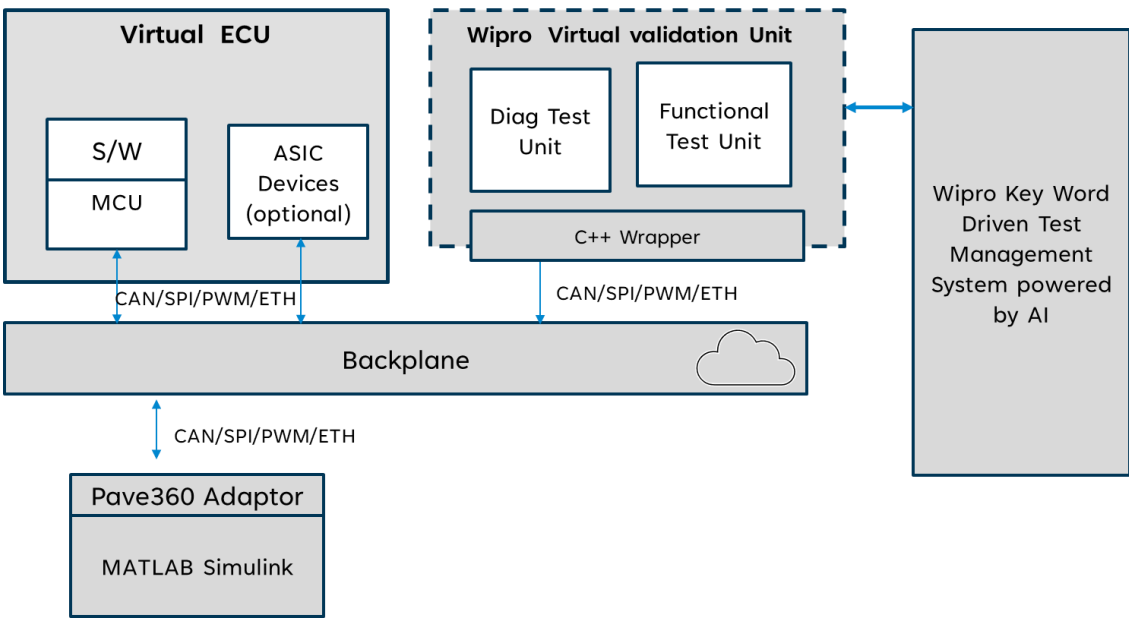 Virtual ECU
S/W
MCU
ASIC
Devices
(optional)
CAN/SPI/PWM/ETH
Wipro Virtual validation Unit
Diag Test
Unit
Functional
Test Unit
C++ Wrapper
CAN/SPI/PWM/ETH
Wipro Key Word
Driven Test
Management
System powered
by AI
Backplane
CAN/SPI/PWM/ETH
Pave360 Adaptor
MATLAB Simulink